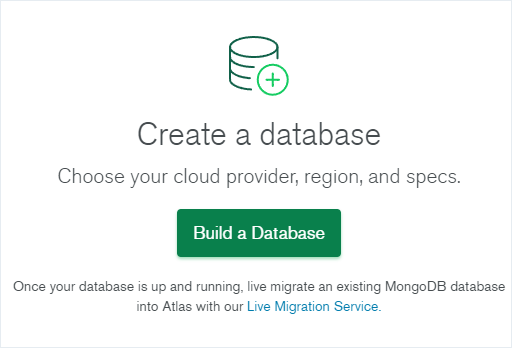 Create a database
Choose your cloud provider, region, and specs.
Build a Database
Once your database is up and running, live migrate an existing MongoDB database
into Atlas with our Live Migration Service.